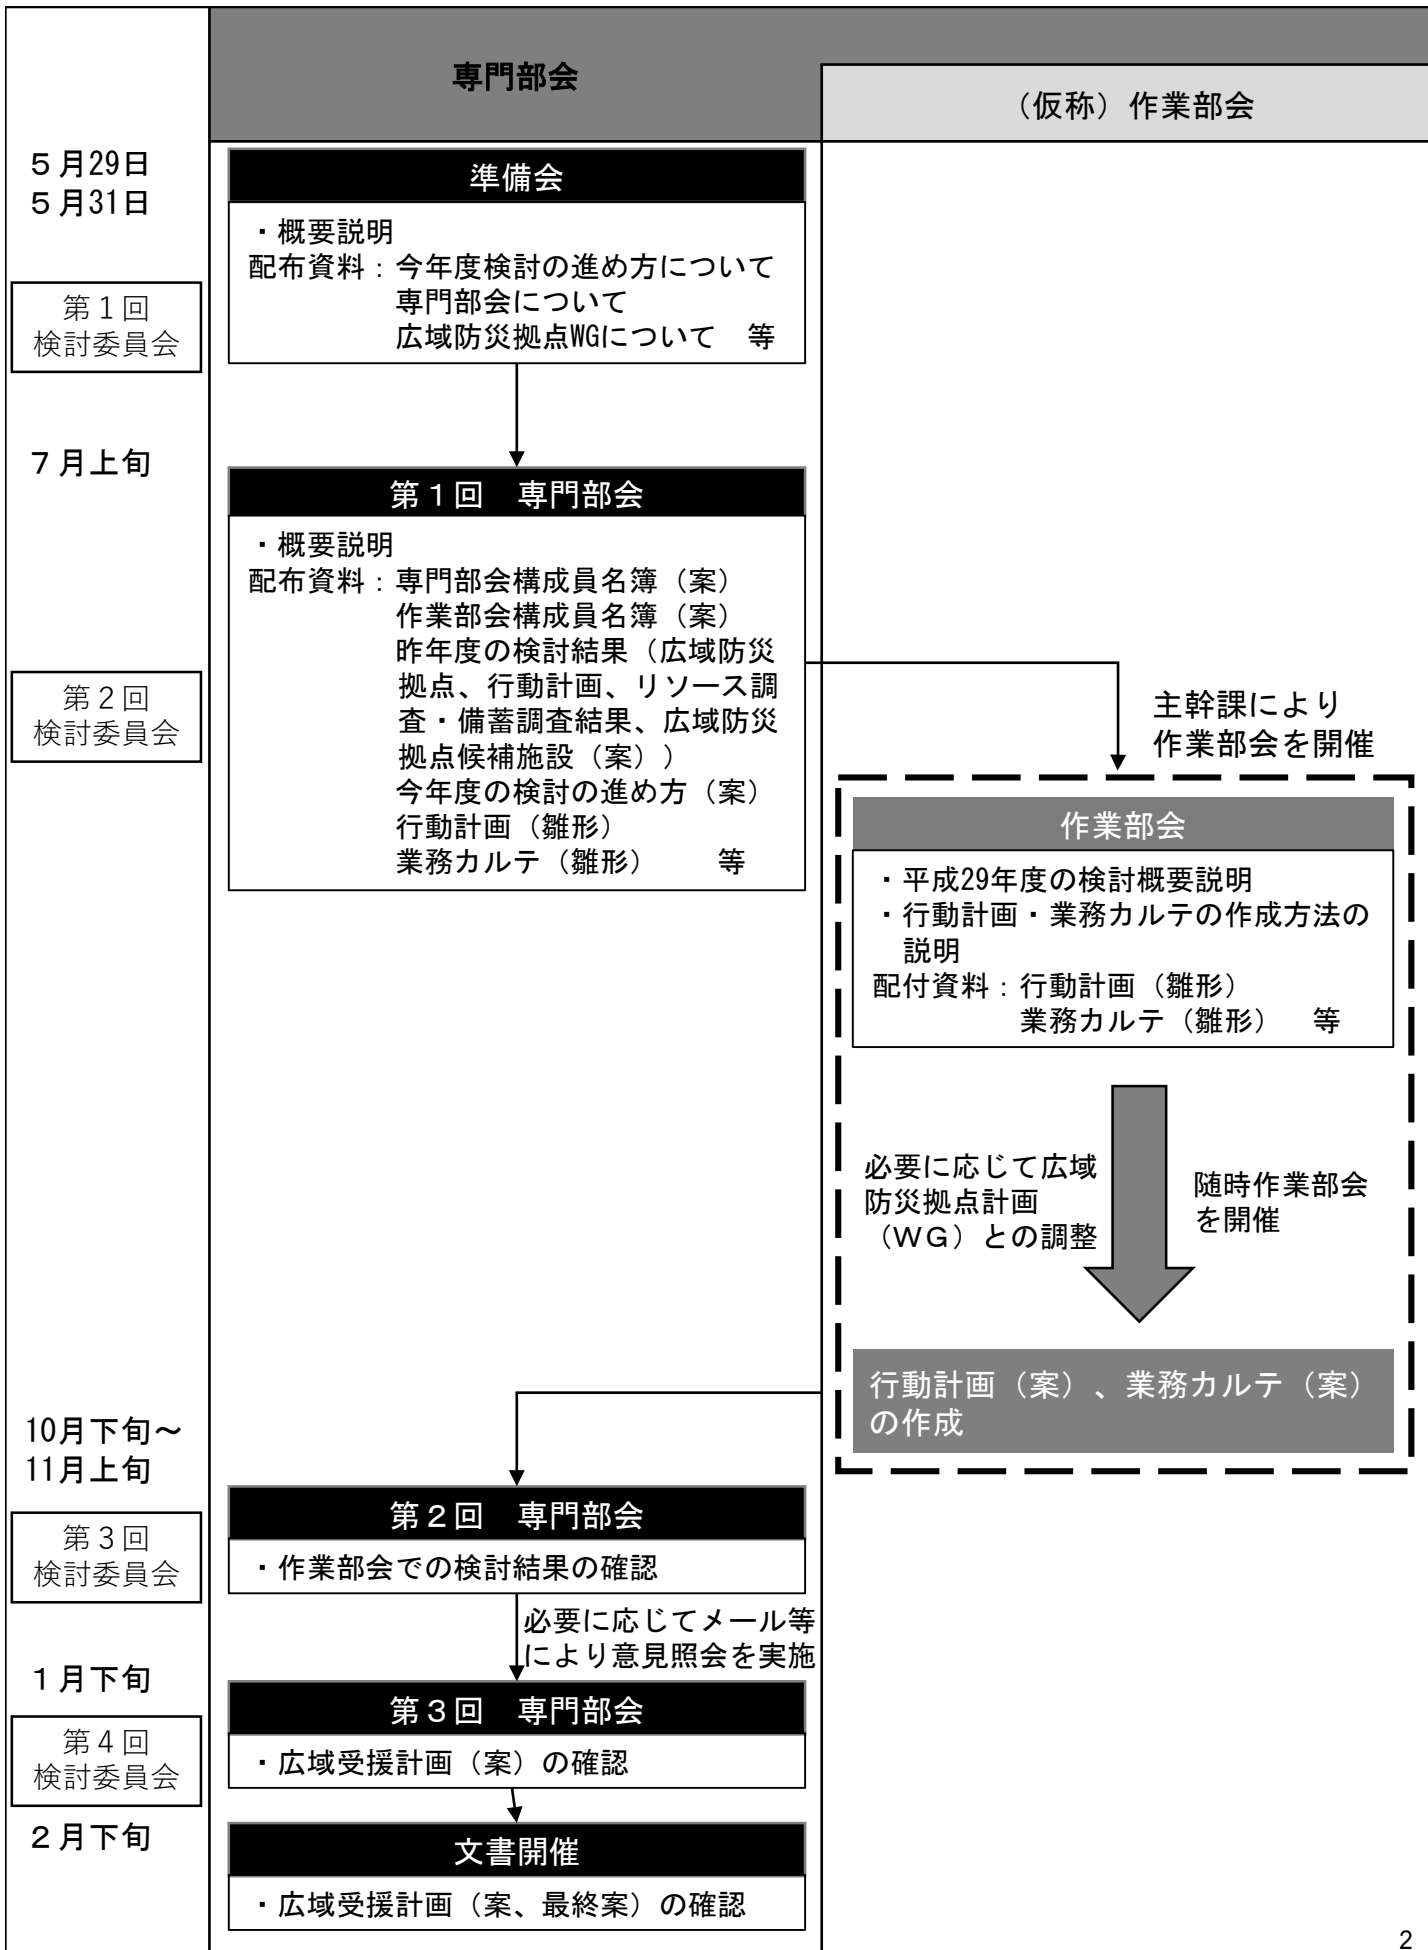 専門部会
（仮称）作業部会
５月29日
５月31日
準備会
・概要説明
配布資料：今年度検討の進め方について
専門部会について
広域防災拠点WGについて　等
第１回
検討委員会
７月上旬
第１回　専門部会
・概要説明
配布資料：専門部会構成員名簿（案）
作業部会構成員名簿（案）
昨年度の検討結果（広域防災
拠点、行動計画、リソース調
査・備蓄調査結果、広域防災
拠点候補施設（案））
今年度の検討の進め方（案）
行動計画（雛形）
業務カルテ（雛形）　　等
第２回
検討委員会
主幹課により
作業部会を開催
作業部会
・平成29年度の検討概要説明
・行動計画・業務カルテの作成方法の
説明
配付資料：行動計画（雛形）
業務カルテ（雛形）　等
必要に応じて広域
防災拠点計画
（ＷＧ）との調整
随時作業部会
を開催
行動計画（案）、業務カルテ（案）
の作成
10月下旬～
11月上旬
第２回　専門部会
・作業部会での検討結果の確認
第３回
検討委員会
必要に応じてメール等
により意見照会を実施
１月下旬
第３回　専門部会
・広域受援計画（案）の確認
第４回
検討委員会
２月下旬
文書開催
・広域受援計画（案、最終案）の確認
2